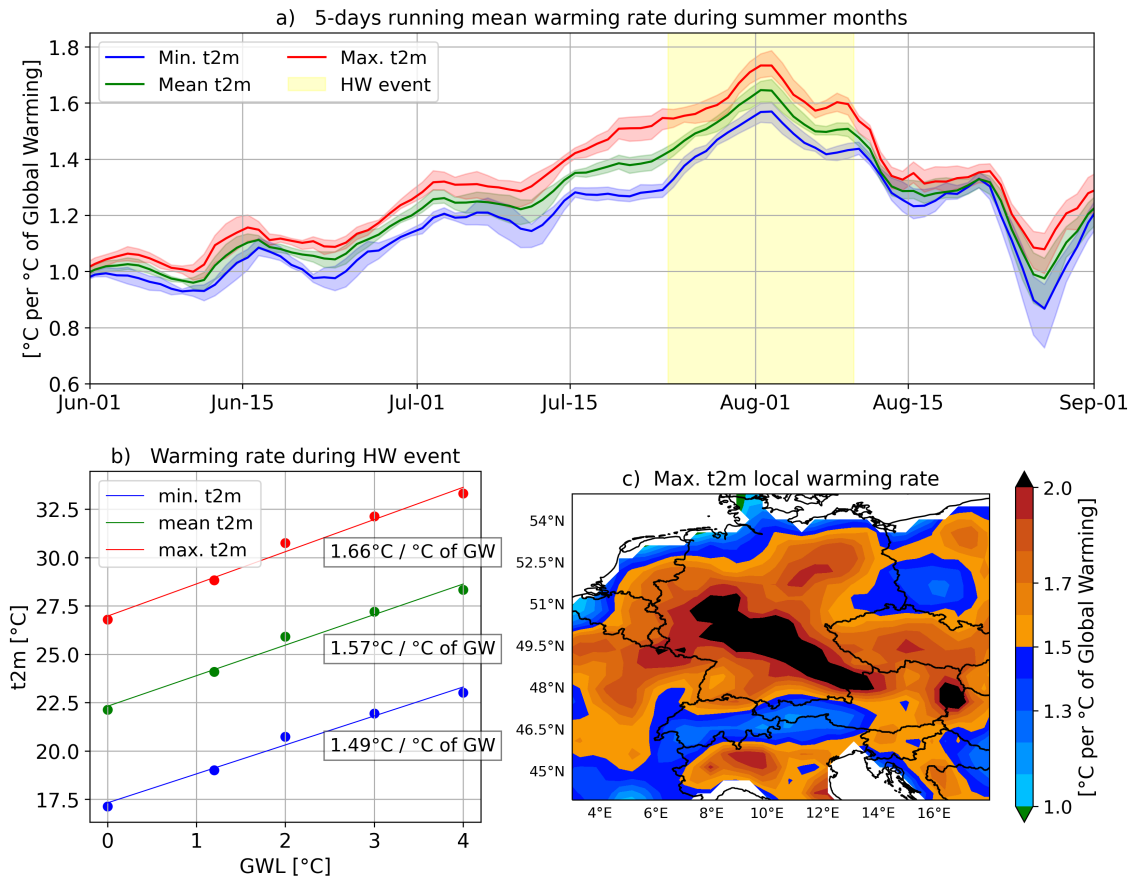 a) 5-days running mean warming rate during summer months
[°C per °C of Global Warming]
1.8
1.6
1.4
1.2
1.0
0.8
0.6
Min. t2m
Mean t2m
Max. t2m
HW event
Jun-01 Jun-15 Jul-01 Jul-15 Aug-01 Aug-15 Sep-01
b) Warming rate during HW event
t2m [°C]
32.5
30.0
27.5
25.0
22.5
20.0
17.5
min. t2m
mean t2m
max. t2m
1.66°C / °C of GW
1.57°C / °C of GW
1.49°C / °C of GW
0 1 2 3 4
GWL [°C]
c) Max. t2m local warming rate
54°N
52.5°N
51°N
49.5°N
48°N
46.5°N
45°N
4°E 6°E 8°E 10°E 12°E 14°E 16°E
2.0
1.7
1.5
1.3
1.0
[°C per °C of Global Warming]